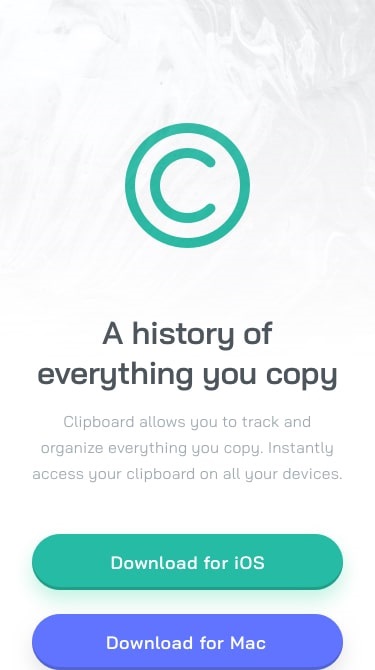 A history of
everything you copy
Clipboard allows you to track and
organize everything you copy. Instantly
access your clipboard on all your devices.
Download for iOS
Download for Mac